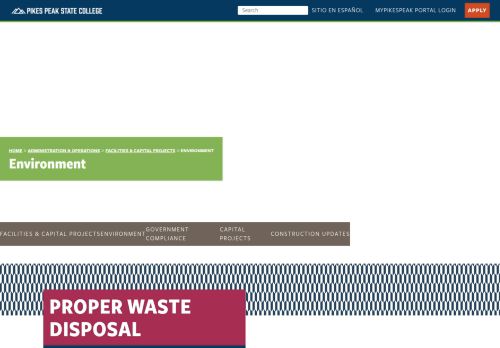 PIKES PEAK STATE COLLEGE
Search
SITIO EN ESPAÑOL
MYPIKESPEAK PORTAL LOGIN
APPLY
HOME > ADMINISTRATION & OPERATIONS > FACILITIES & CAPITAL PROJECTS > ENVIRONMENT
Environment
FACILITIES & CAPITAL PROJECTS
ENVIRONMENT
GOVERNMENT
COMPLIANCE
CAPITAL
PROJECTS
CONSTRUCTION UPDATES
PROPER WASTE
DISPOSAL